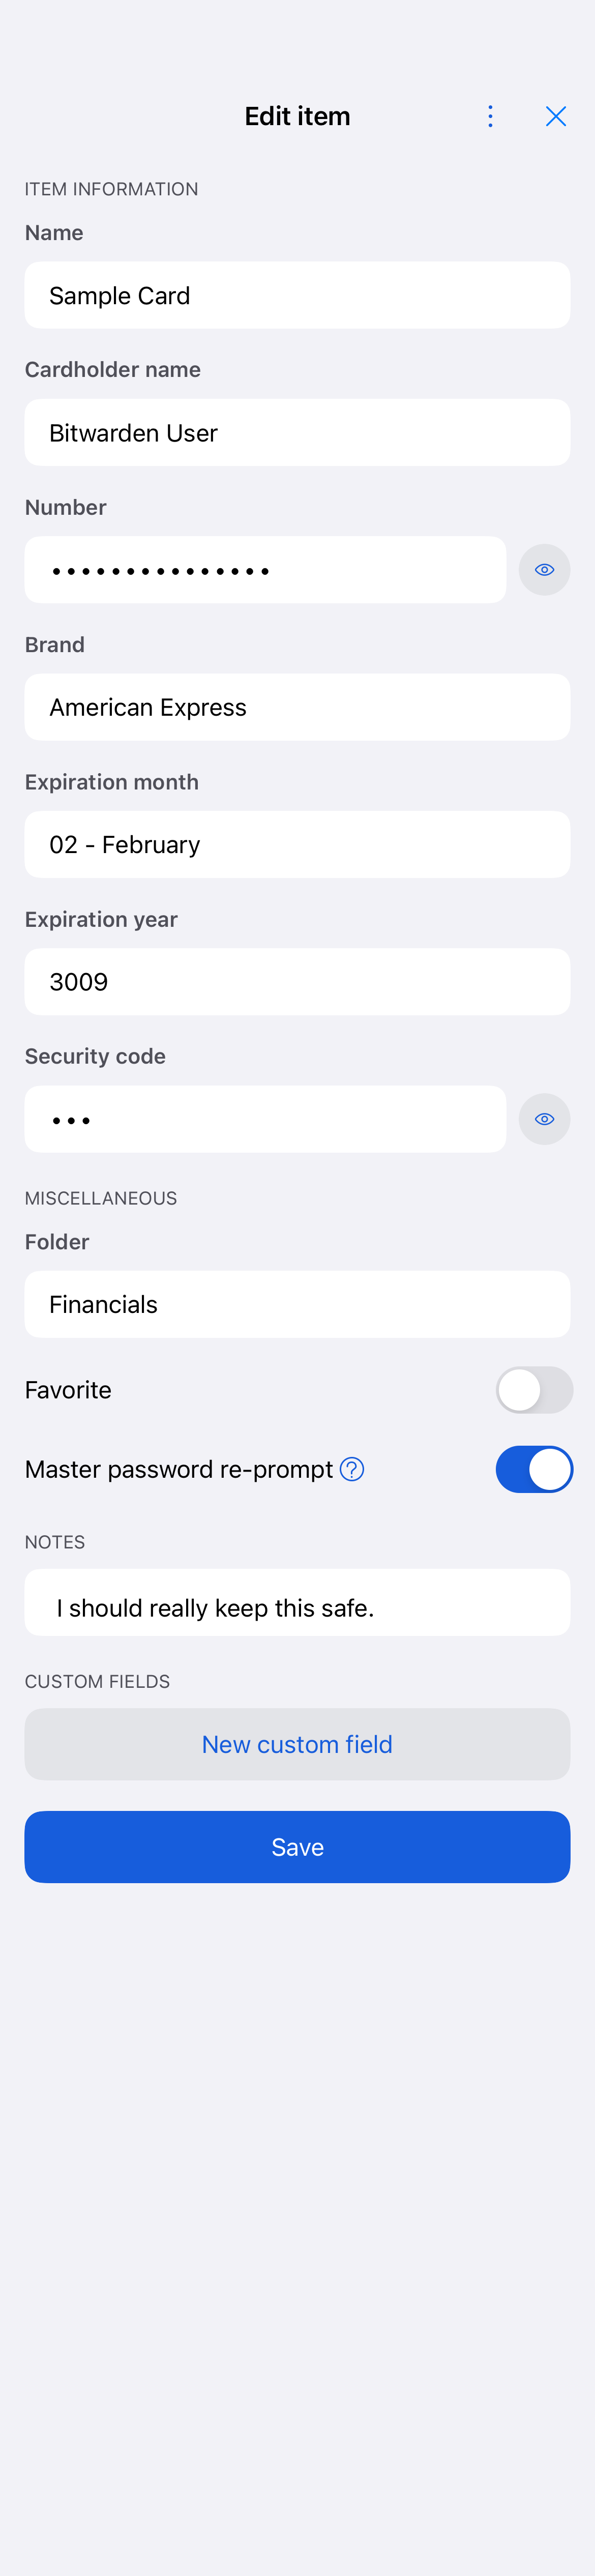 Edit item
ITEM INFORMATION
Name
Sample Card
Cardholder name
Bitwarden User
Number
•••••••••••••••
Brand
American Express
Expiration month
02 - February
Expiration year
3009
Security code
•••
MISCELLANEOUS
Folder
Financials
Favorite
Master password re-prompt ?
NOTES
I should really keep this safe.
CUSTOM FIELDS
New custom field
Save